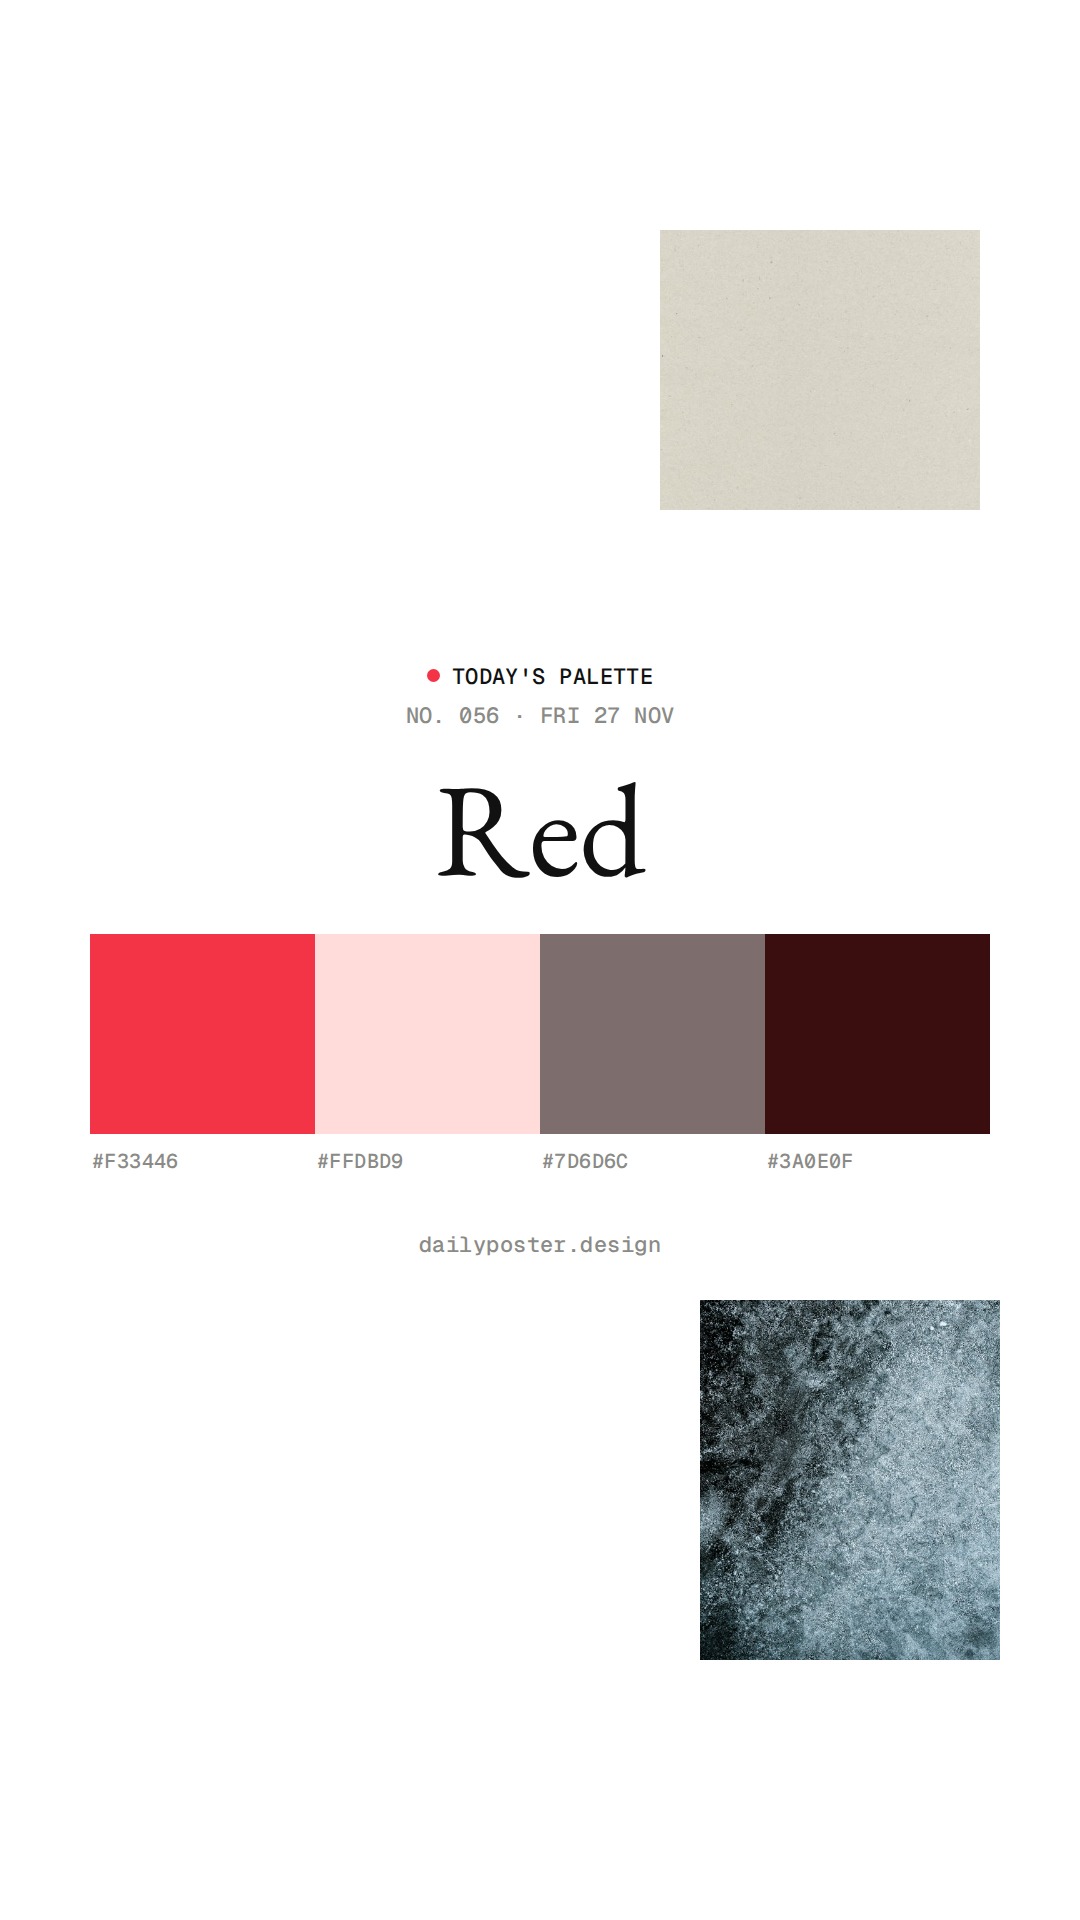 TODAY'S PALETTE
NO. 056 · FRI 27 NOV
Red
#F33446 #FFDBD9 #7D6D6C #3A0E0F
dailyposter.design